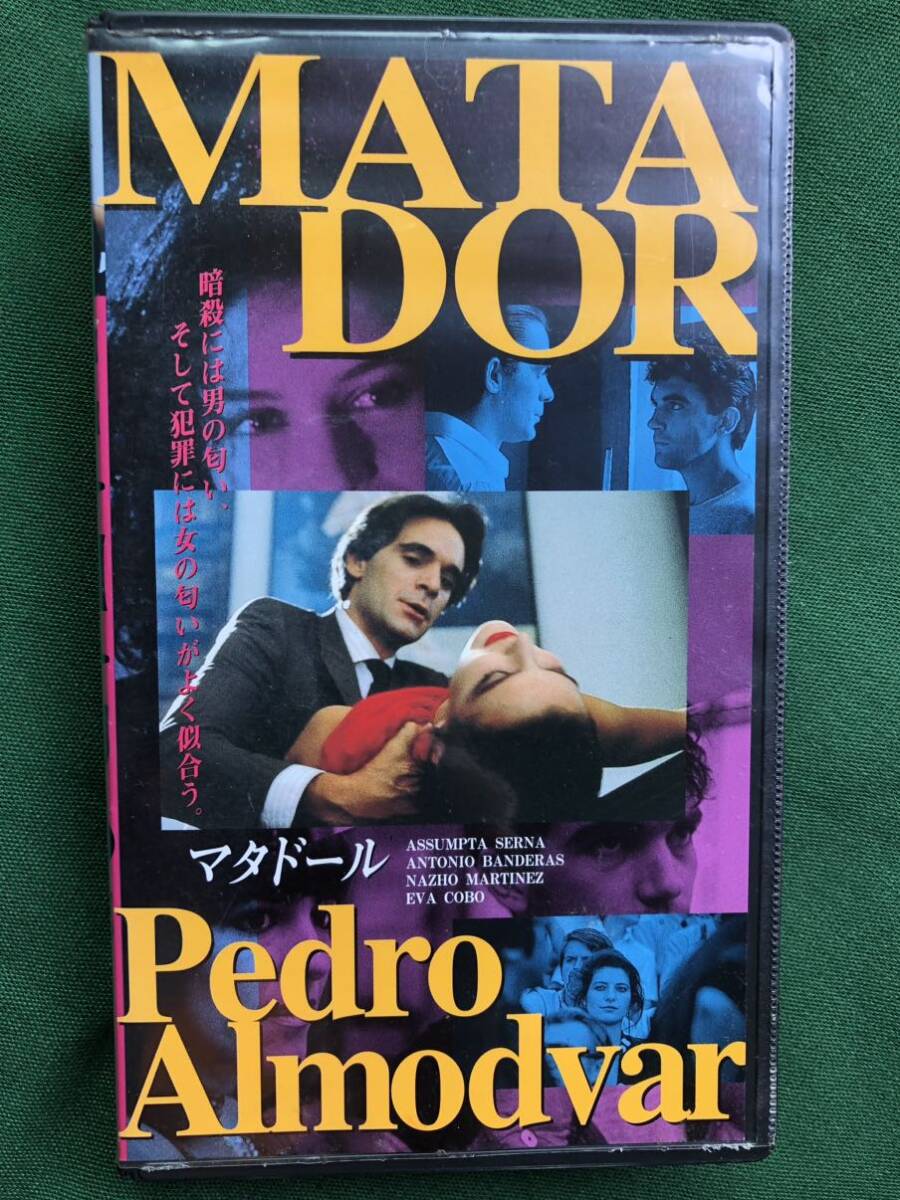 MATA
DOR
暗殺には男の匂い、
そして犯罪には女の匂いがよく似合う。
マタドール
ASSUMPTA SERNA
ANTONIO BANDERAS
NAZHO MARTINEZ
EVA COBO
Pedro
Almodvar